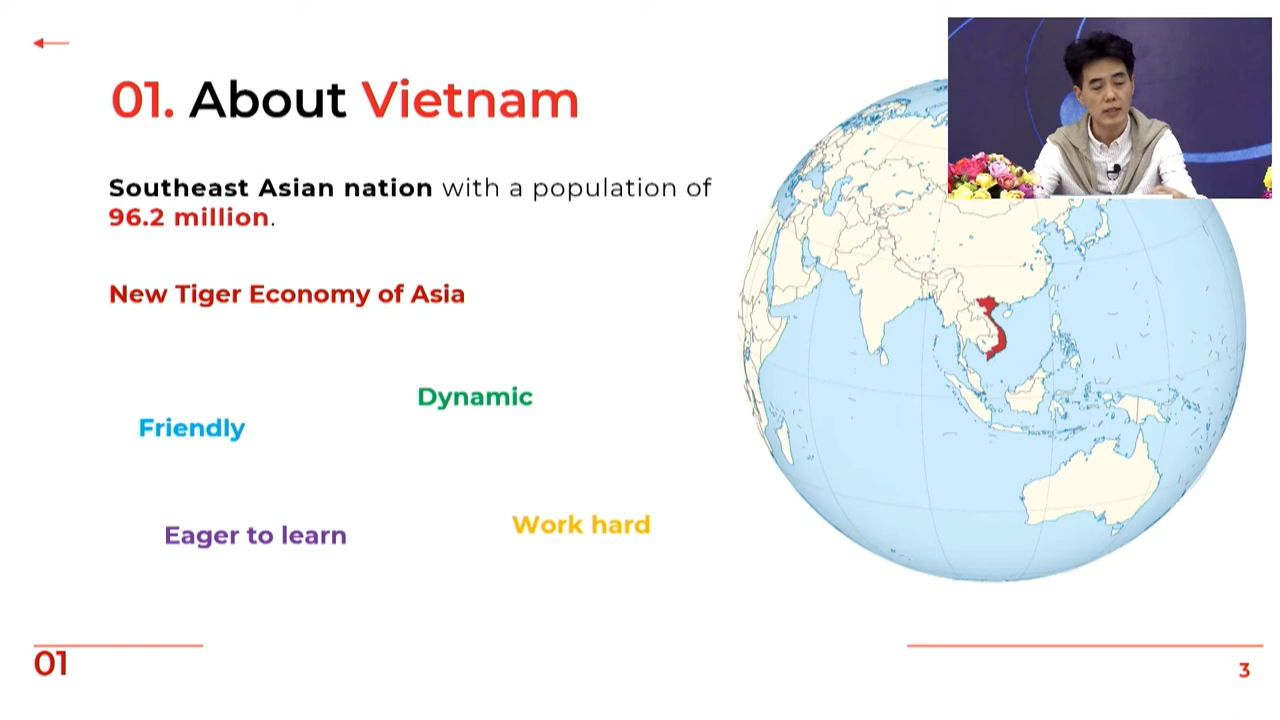 01. About Vietnam
Southeast Asian nation with a population of
96.2 million.
New Tiger Economy of Asia
Dynamic
Friendly
Work hard
Eager to learn
01
3